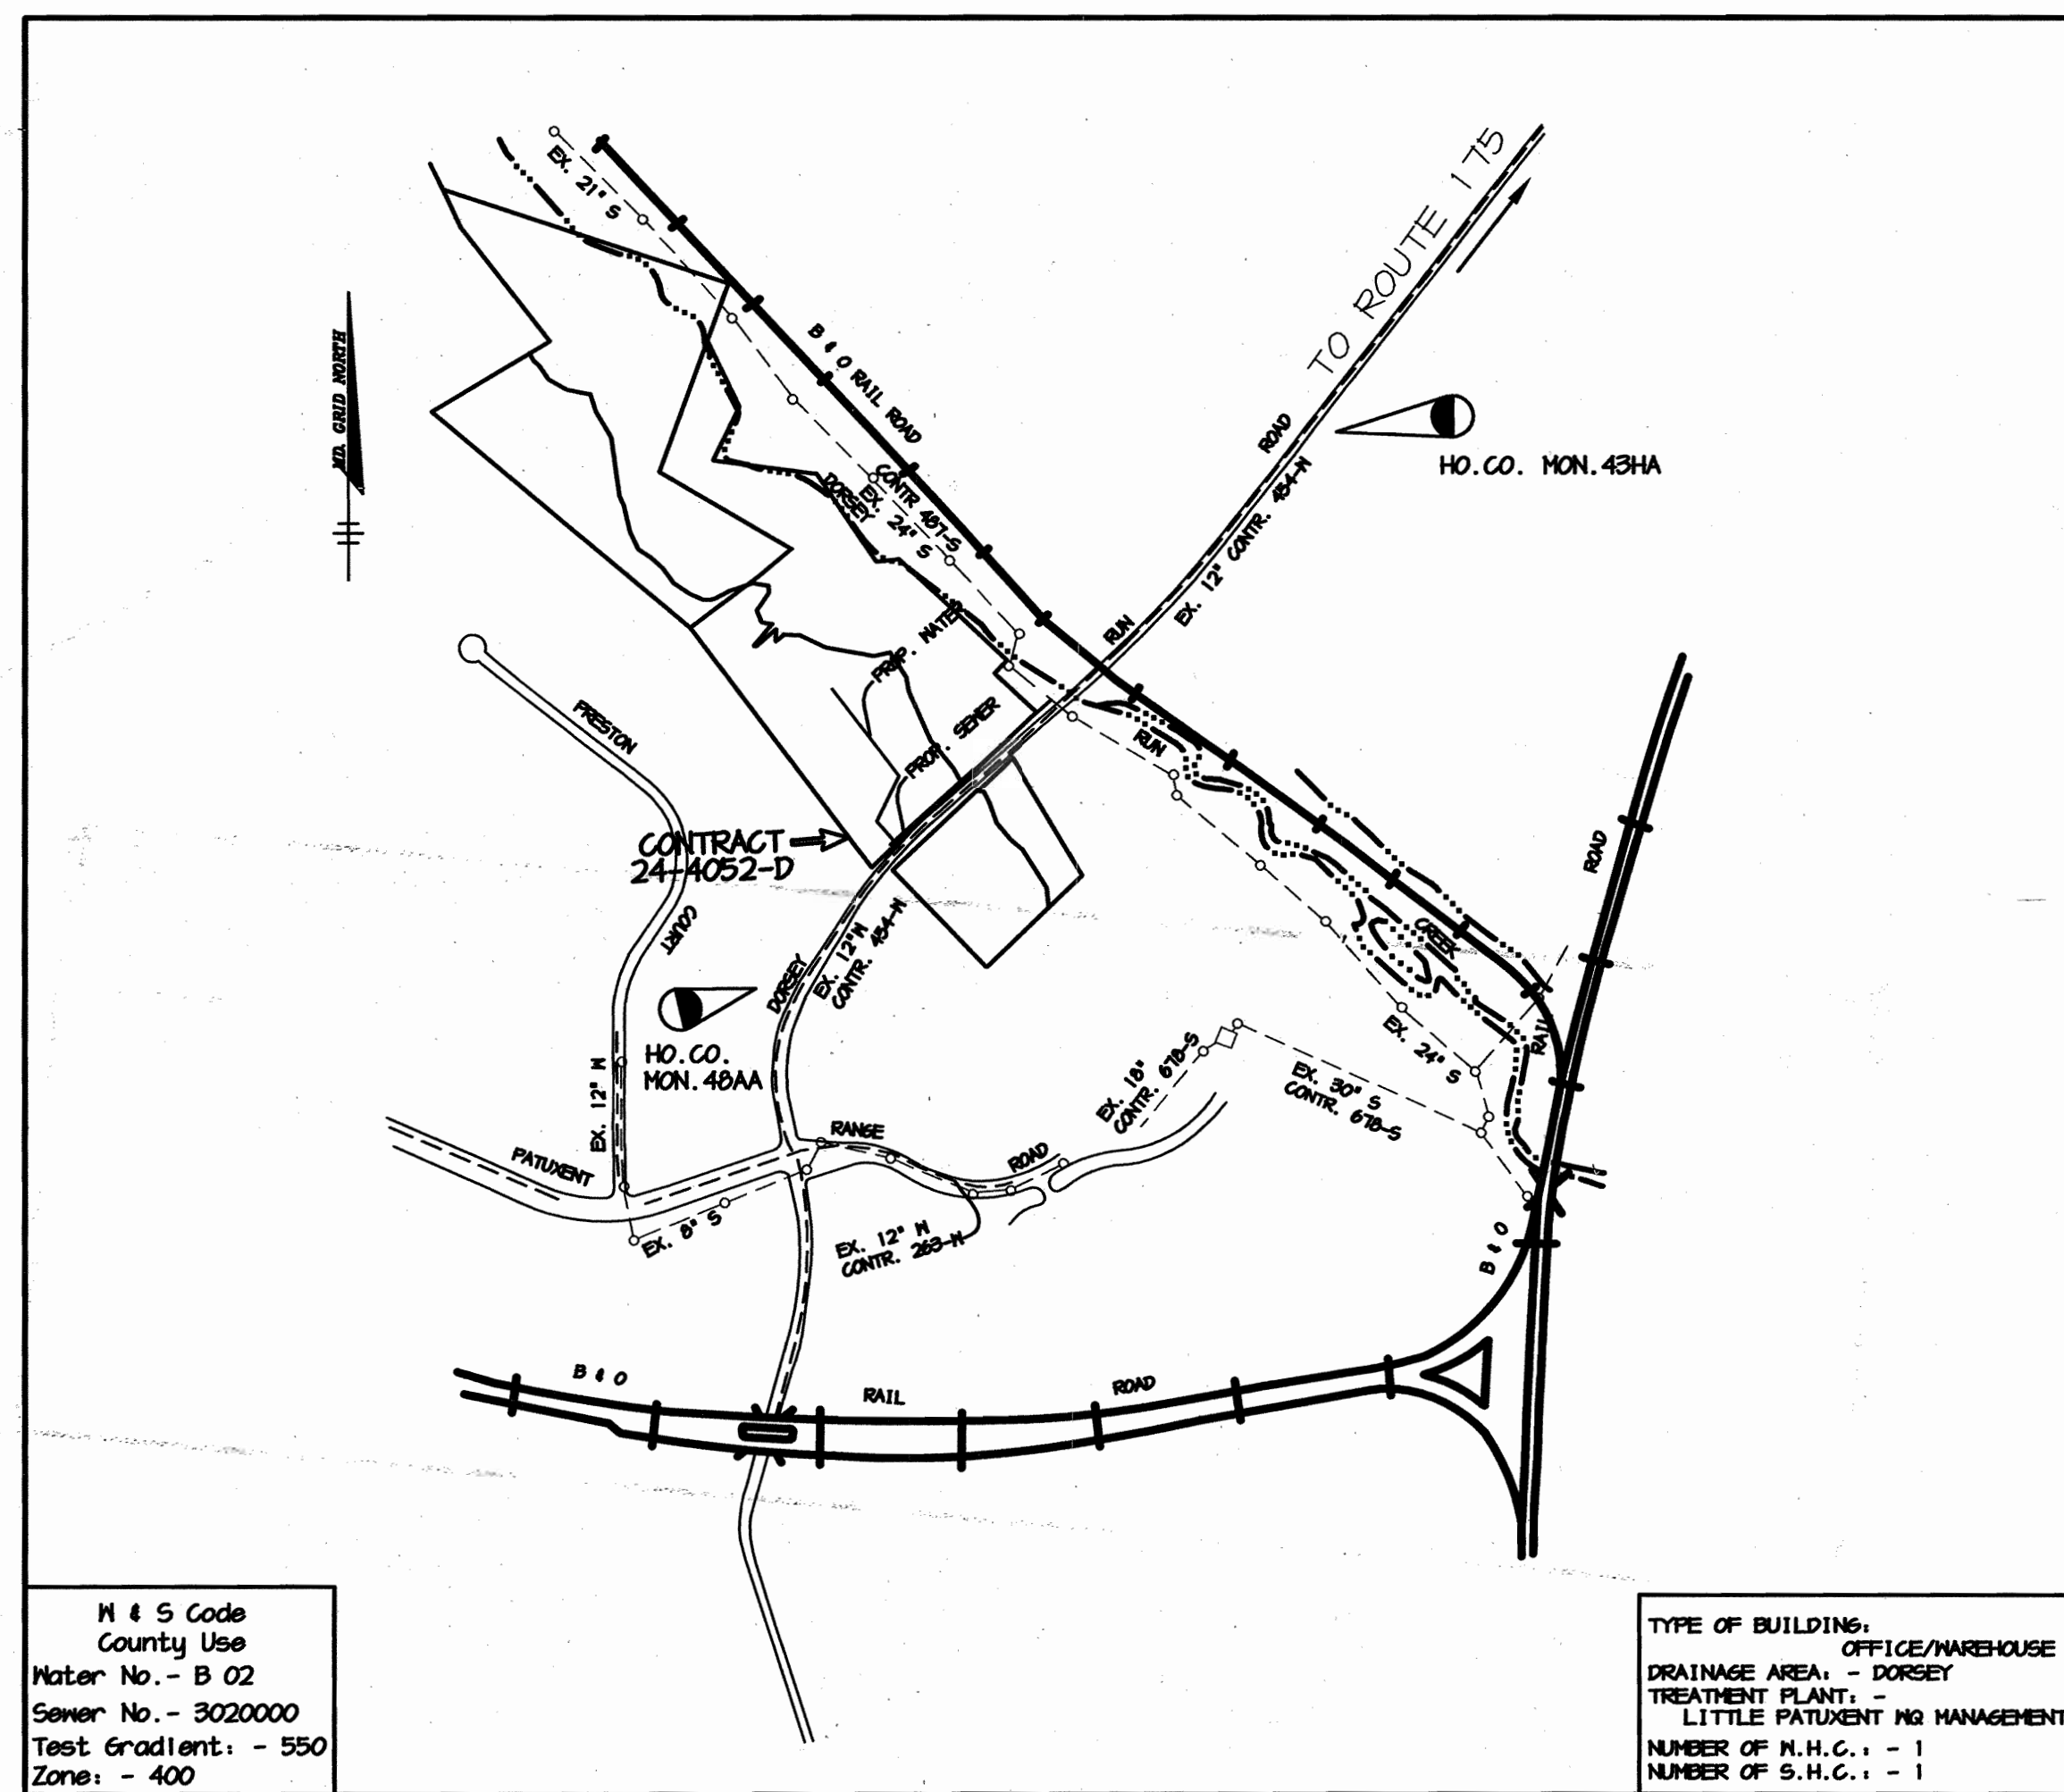 EX. 21" S
TO ROUTE 175
MD. GRID NORTH
B & O RAIL ROAD
ROAD
HO.CO. MON.43HA
CONTR 487-S
EX. 24" S
DORSEY
EX. 12" CONTR. 454-W
PROP. WATER
RUN
PRESTON
PROP. SEWER
RUN
CONTRACT
24-4052-D
ROAD
COURT
CREEK
EX. 12" W
CONTR. 454-W
DORSEY
HO.CO.
MON.48AA
EX. 12" W
EX. 18"
CONTR. 678-S
EX. 24" S
RAIL
EX. 30" S
CONTR. 678-S
PATUXENT
RANGE
ROAD
EX. 8" S
EX. 12" W
CONTR. 263-W
B & O
B & O
RAIL
ROAD
W & S Code
County Use
Water No.- B 02
Sewer No.- 3020000
Test Gradient: - 550
Zone: - 400
TYPE OF BUILDING:
OFFICE/WAREHOUSE
DRAINAGE AREA: - DORSEY
TREATMENT PLANT: -
LITTLE PATUXENT WQ MANAGEMENT
NUMBER OF W.H.C.: - 1
NUMBER OF S.H.C.: - 1